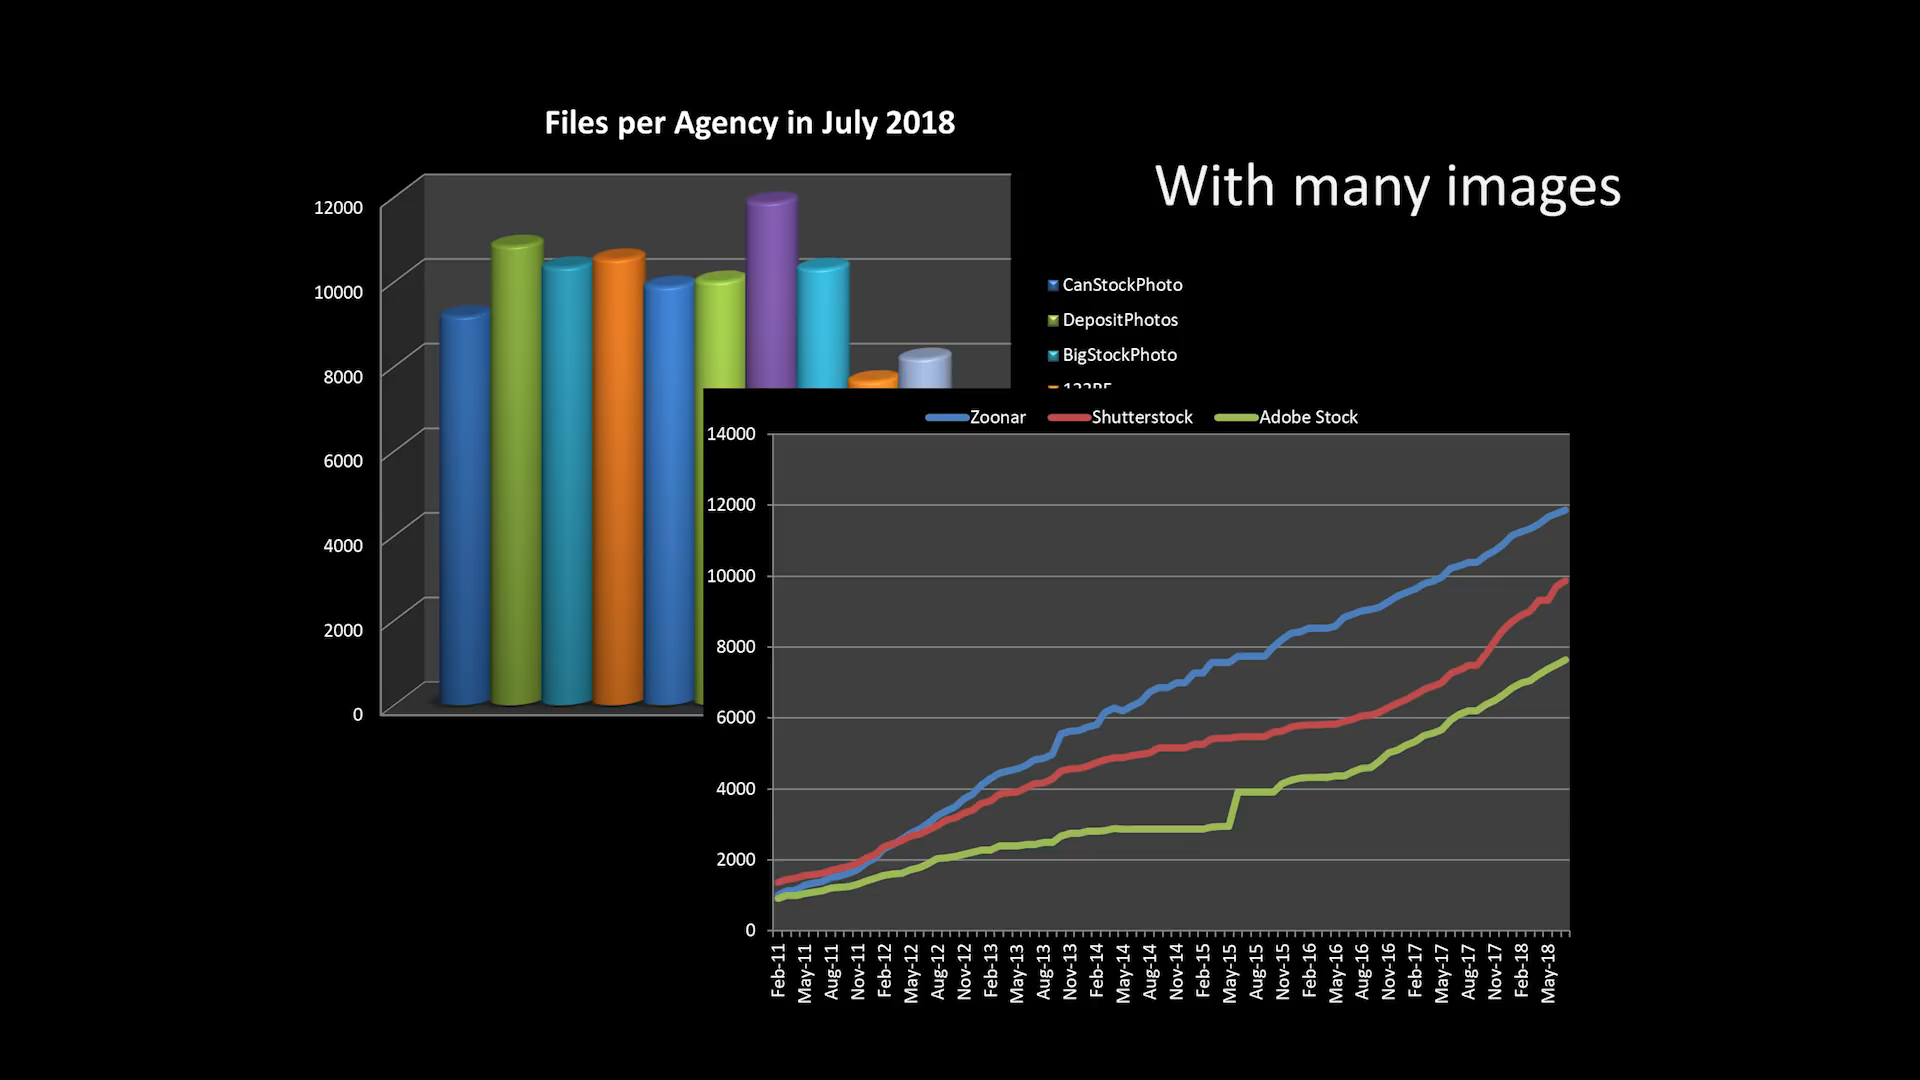 Files per Agency in July 2018
With many images
12000
10000
8000
6000
4000
2000
0
CanStockPhoto
DepositPhotos
BigStockPhoto
Zoonar Shutterstock Adobe Stock
14000
12000
10000
8000
6000
4000
2000
0
Feb-11
May-11
Aug-11
Nov-11
Feb-12
May-12
Aug-12
Nov-12
Feb-13
May-13
Aug-13
Nov-13
Feb-14
May-14
Aug-14
Nov-14
Feb-15
May-15
Aug-15
Nov-15
Feb-16
May-16
Aug-16
Nov-16
Feb-17
May-17
Aug-17
Nov-17
Feb-18
May-18